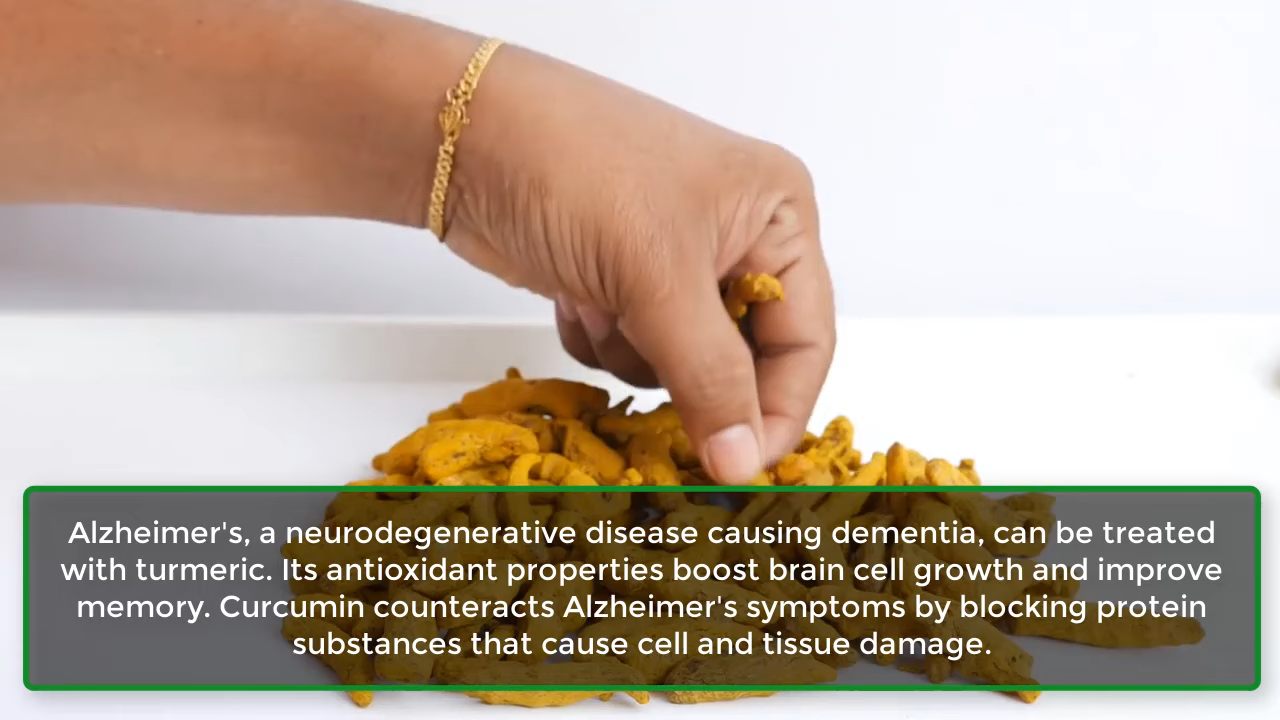 Alzheimer's, a neurodegenerative disease causing dementia, can be treated
with turmeric. Its antioxidant properties boost brain cell growth and improve
memory. Curcumin counteracts Alzheimer's symptoms by blocking protein
substances that cause cell and tissue damage.